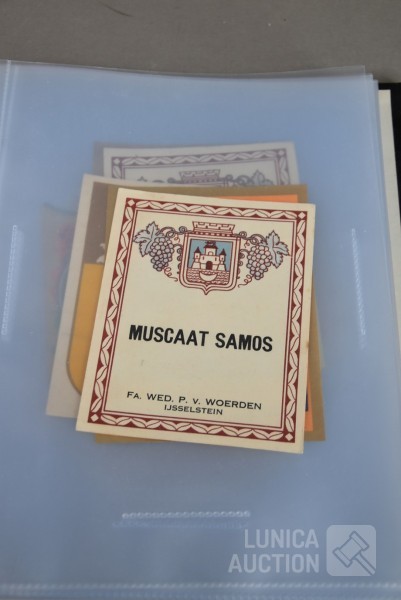 MUSCAAT SAMOS
FA. WED. P. V. WOERDEN
IJSSELSTEIN
LUNICA
AUCTION